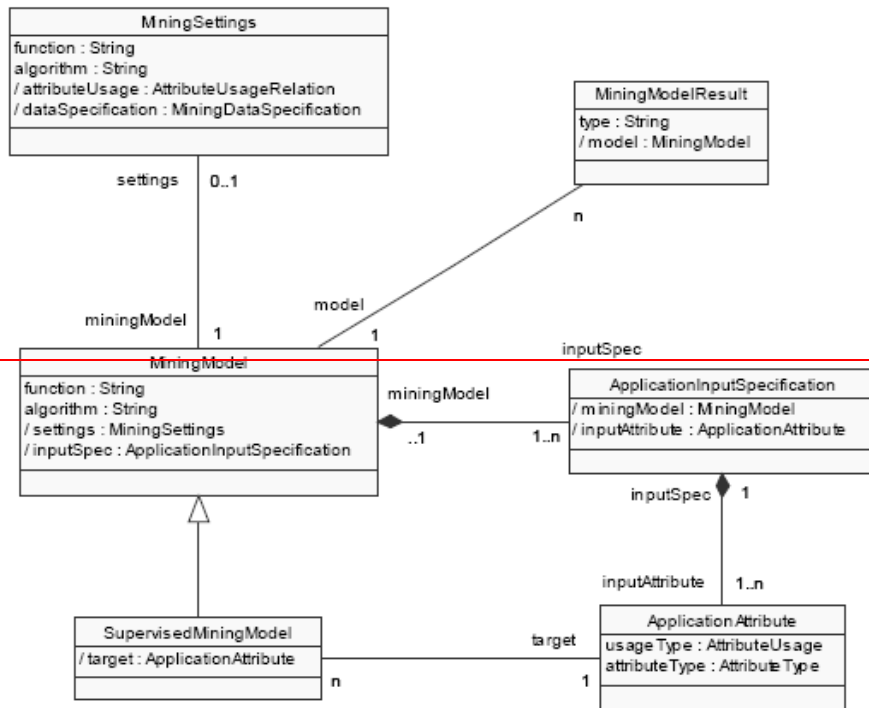 MiningSettings
function : String
algorithm : String
/ attributeUsage : AttributeUsageRelation
/ dataSpecification : MiningDataSpecification
MiningModelResult
type : String
/ model : MiningModel
settings
0..1
n
model
miningModel
1
1
inputSpec
MiningModel
function : String
algorithm : String
/ settings : MiningSettings
/ inputSpec : ApplicationInputSpecification
miningModel
..1
1..n
ApplicationInputSpecification
/ miningModel : MiningModel
/ inputAttribute : ApplicationAttribute
inputSpec
1
inputAttribute
1..n
SupervisedMiningModel
/ target : ApplicationAttribute
target
n
1
ApplicationAttribute
usageType : AttributeUsage
attributeType : AttributeType